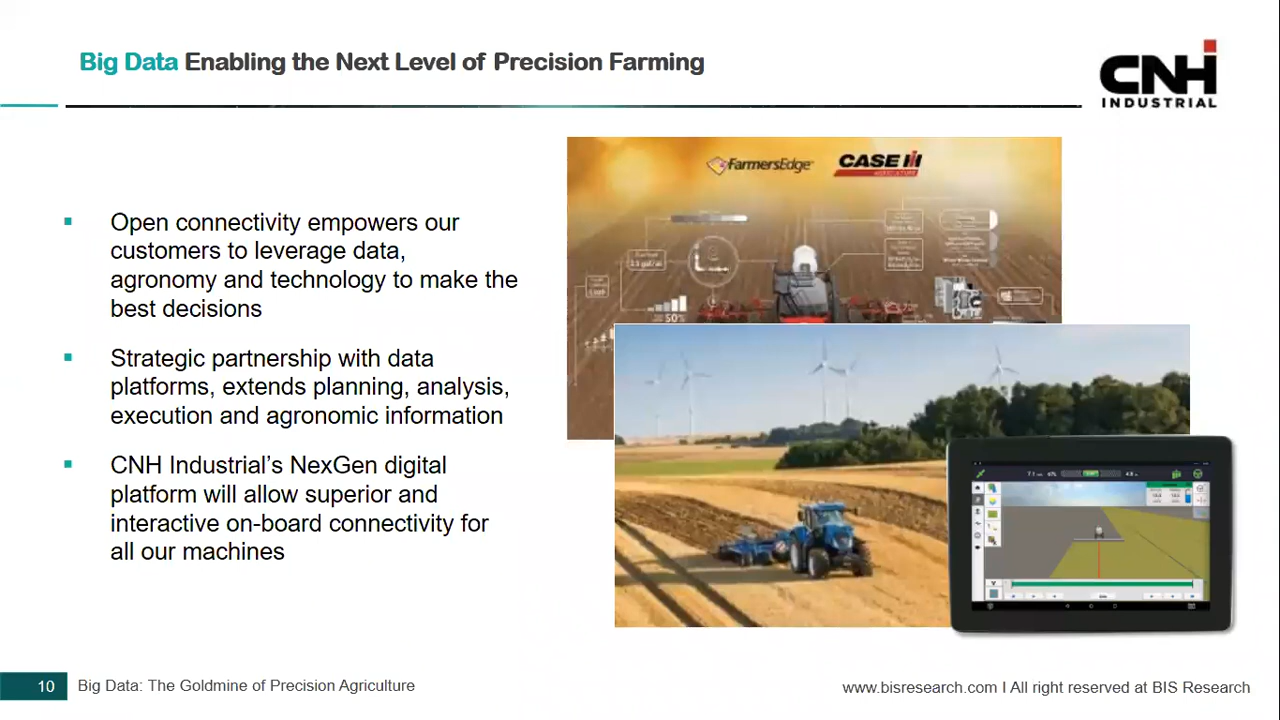 Big Data Enabling the Next Level of Precision Farming
CNH
INDUSTRIAL
FarmersEdge
CASE IH
AGRICULTURE
Open connectivity empowers our
customers to leverage data,
agronomy and technology to make the
best decisions
Strategic partnership with data
platforms, extends planning, analysis,
execution and agronomic information
CNH Industrial’s NexGen digital
platform will allow superior and
interactive on-board connectivity for
all our machines
50%
10
Big Data: The Goldmine of Precision Agriculture
www.bisresearch.com I All right reserved at BIS Research